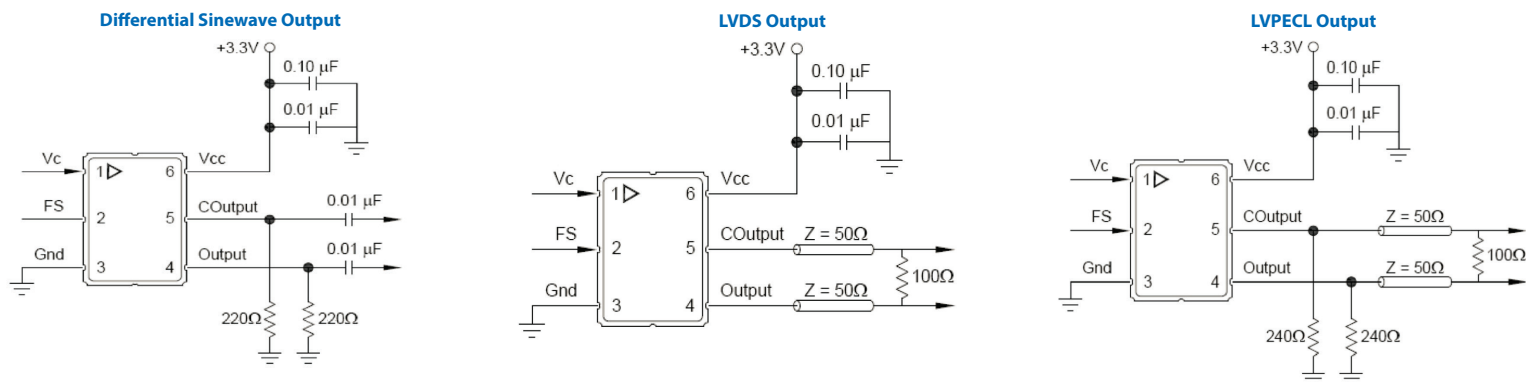 Differential Sinewave Output
+3.3V
0.10 µF
0.01 µF
Vc
Vcc
1
6
FS
COutput
0.01 µF
2
5
Gnd
Output
0.01 µF
3
4
220Ω
220Ω
LVDS Output
+3.3V
0.10 µF
0.01 µF
Vc
Vcc
1
6
FS
COutput
Z = 50Ω
2
5
100Ω
Gnd
Output
Z = 50Ω
3
4
LVPECL Output
+3.3V
0.10 µF
0.01 µF
Vc
Vcc
1
6
FS
COutput
Z = 50Ω
2
5
100Ω
Gnd
Output
Z = 50Ω
3
4
240Ω
240Ω